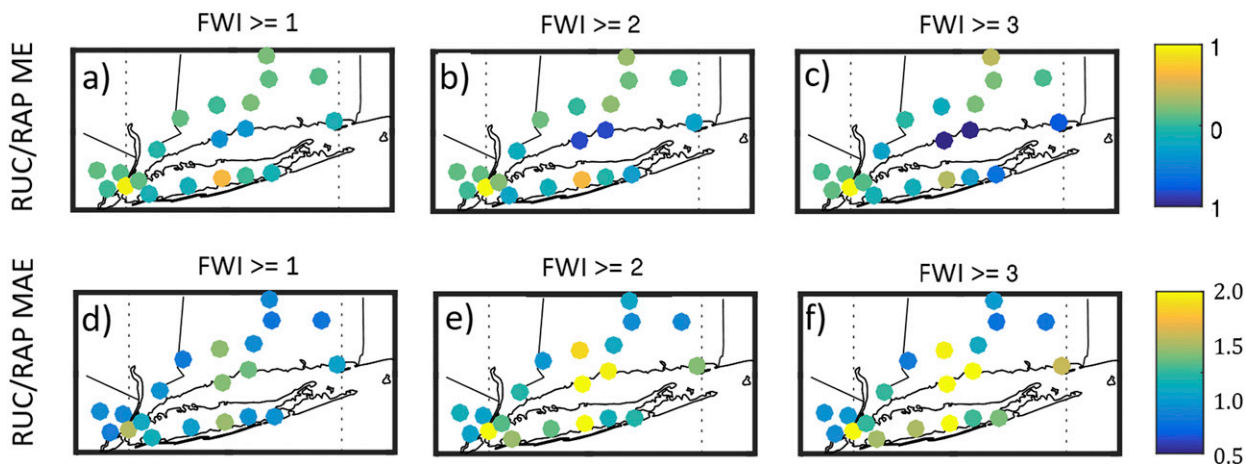 FWI >= 1 FWI >= 2 FWI >= 3
RUC/RAP ME
a) b) c)
1
0
1
FWI >= 1 FWI >= 2 FWI >= 3
RUC/RAP MAE
d) e) f)
2.0
1.5
1.0
0.5